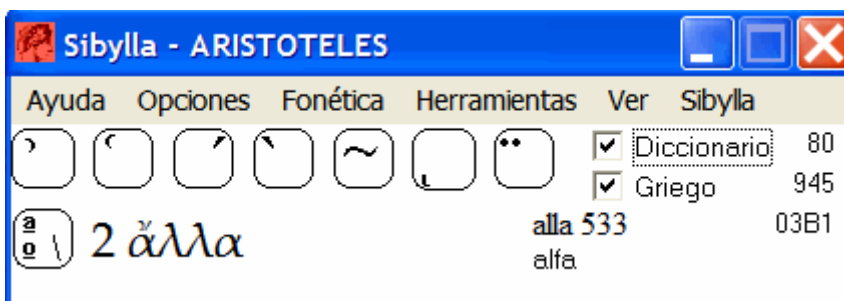 Sibylla - ARISTOTELES
Ayuda Opciones Fonética Herramientas Ver Sibylla
᾿ ῾ ´ ` ~ ͺ ¨ Diccionario 80
Griego 945
a
o \ 2 ἄλλα alla 533 03B1
alfa